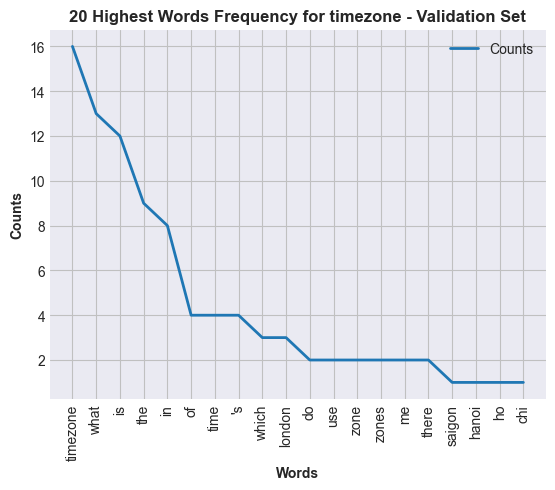 20 Highest Words Frequency for timezone - Validation Set
Counts
16
14
12
10
8
6
4
2
Counts
timezone
what
is
the
in
of
time
's
which
london
do
use
zone
zones
me
there
saigon
hanoi
ho
chi
Words